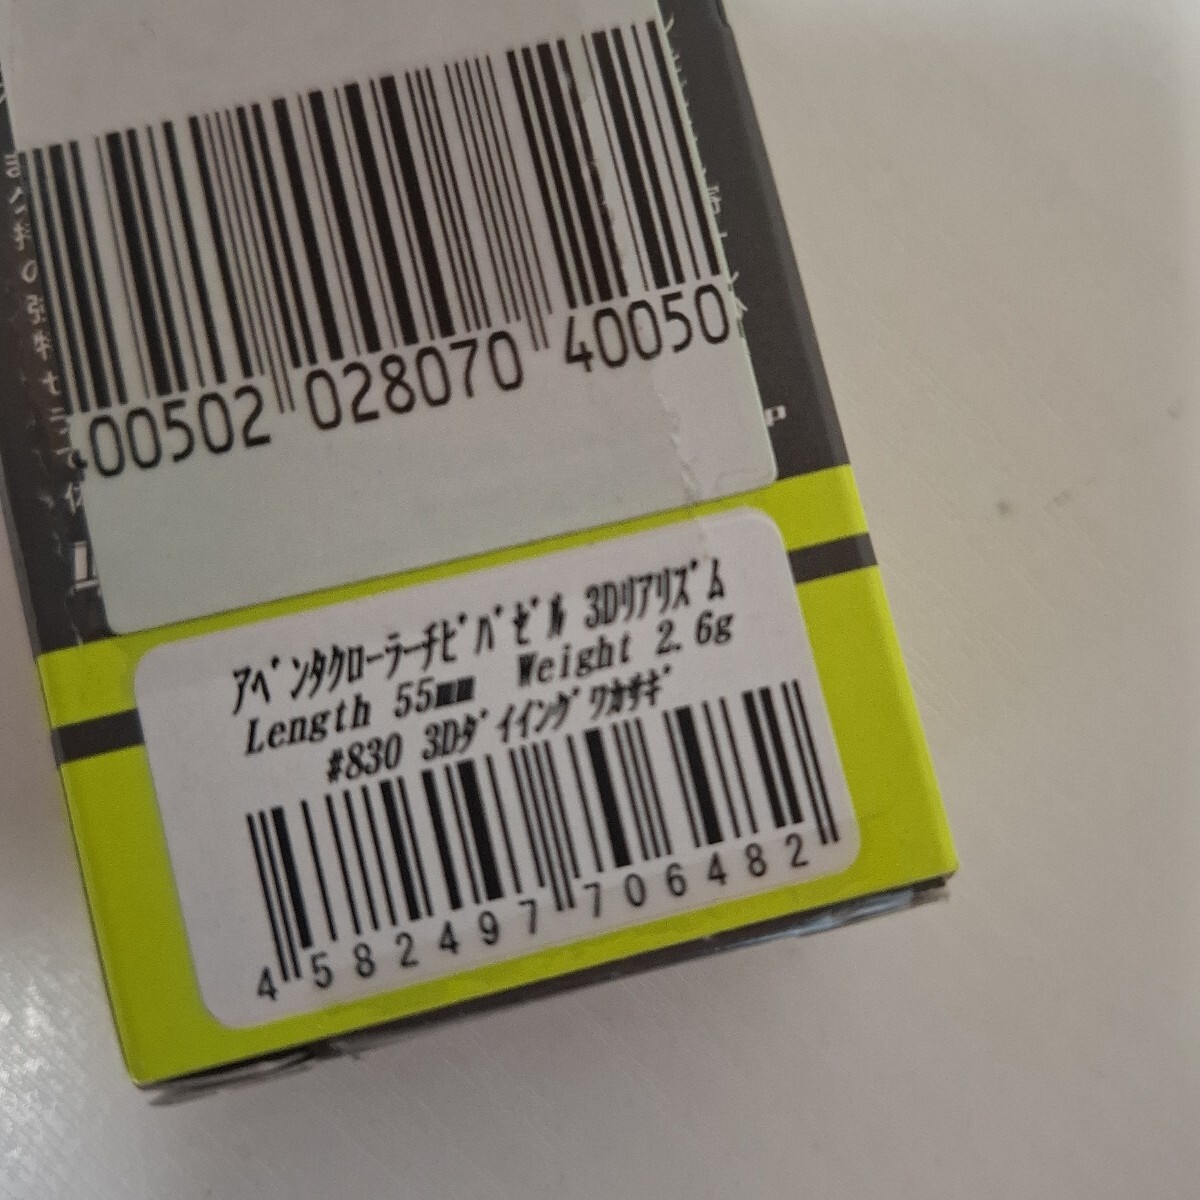 400502 028070 40050
ｱﾍﾞﾝﾀｸﾛｰﾗｰﾁﾋﾞﾊﾞｾﾞﾙ 3Dﾘｱﾘｽﾞﾑ
Length 55mm Weight 2.6g
#830 3Dﾀﾞｲｲﾝｸﾞﾜｶｻｷﾞ
4 582497 706482